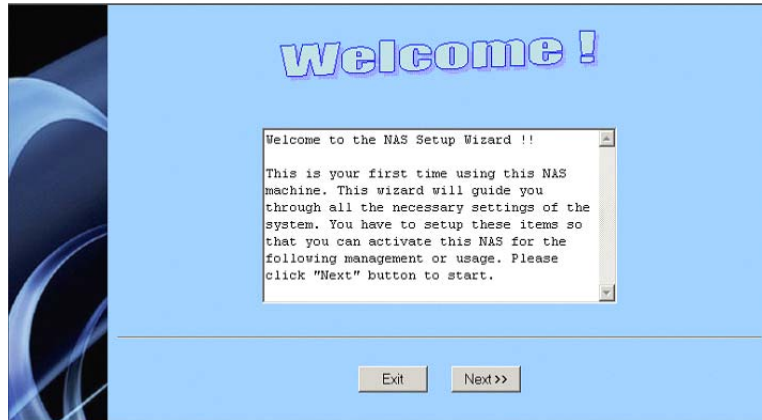 Welcome !
Welcome to the NAS Setup Wizard !!
This is your first time using this NAS
machine. This wizard will guide you
through all the necessary settings of the
system. You have to setup these items so
that you can activate this NAS for the
following management or usage. Please
click "Next" button to start.
Exit
Next>>